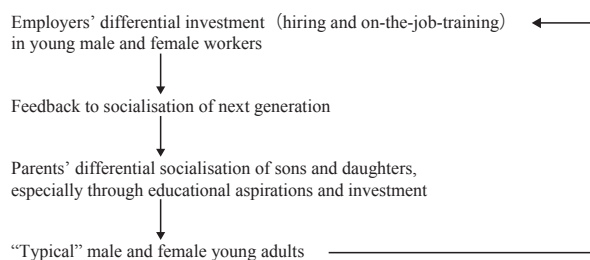 Employers’ differential investment (hiring and on-the-job-training)
in young male and female workers
Feedback to socialisation of next generation
Parents’ differential socialisation of sons and daughters,
especially through educational aspirations and investment
“Typical” male and female young adults